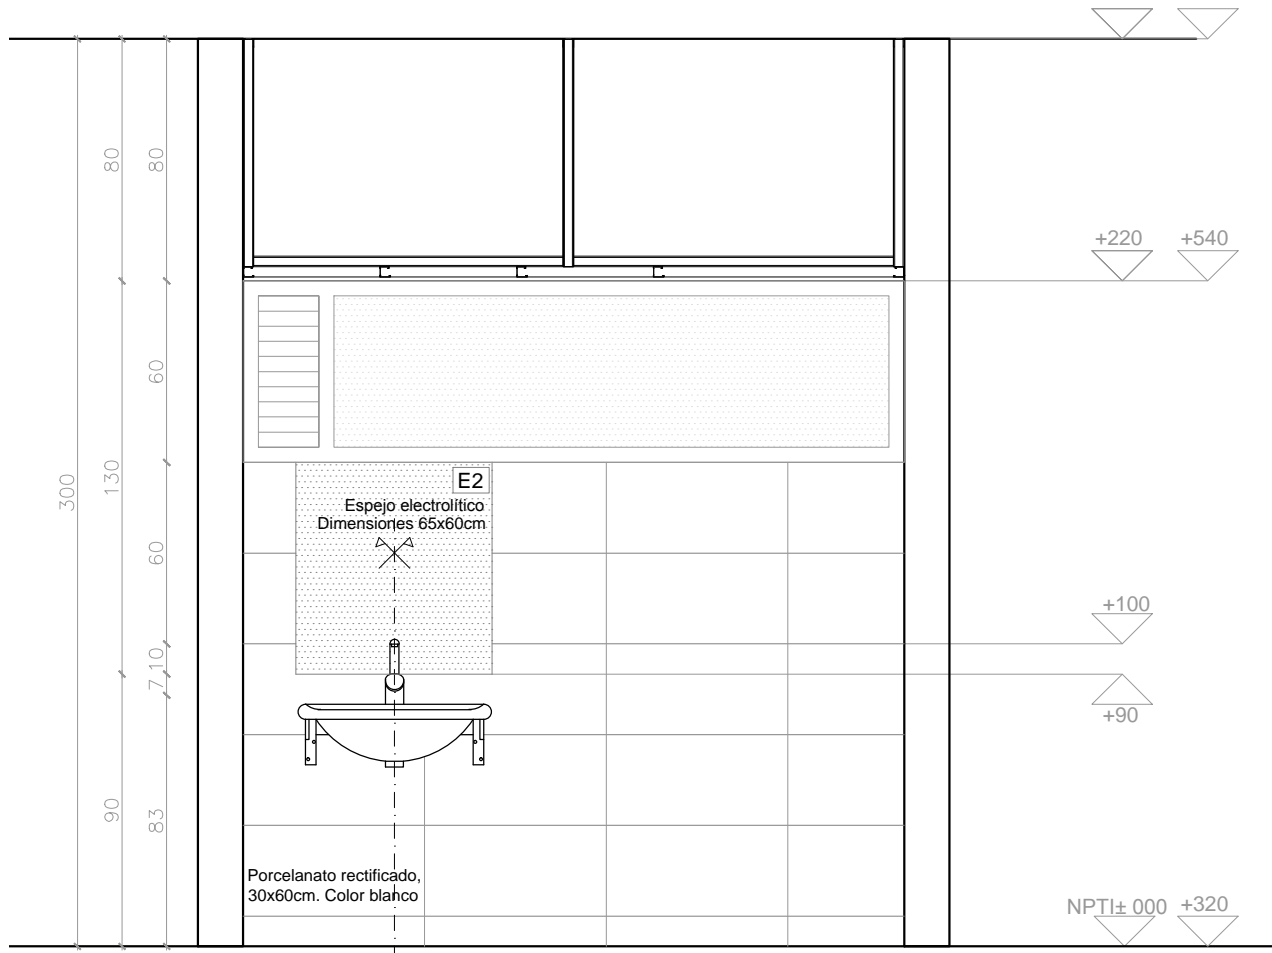 80
80
+220
+540
60
300
130
E2
Espejo electrolítico
Dimensiones 65x60cm
60
+100
10
7
+90
90
83
Porcelanato rectificado,
30x60cm. Color blanco
NPTI± 000
+320